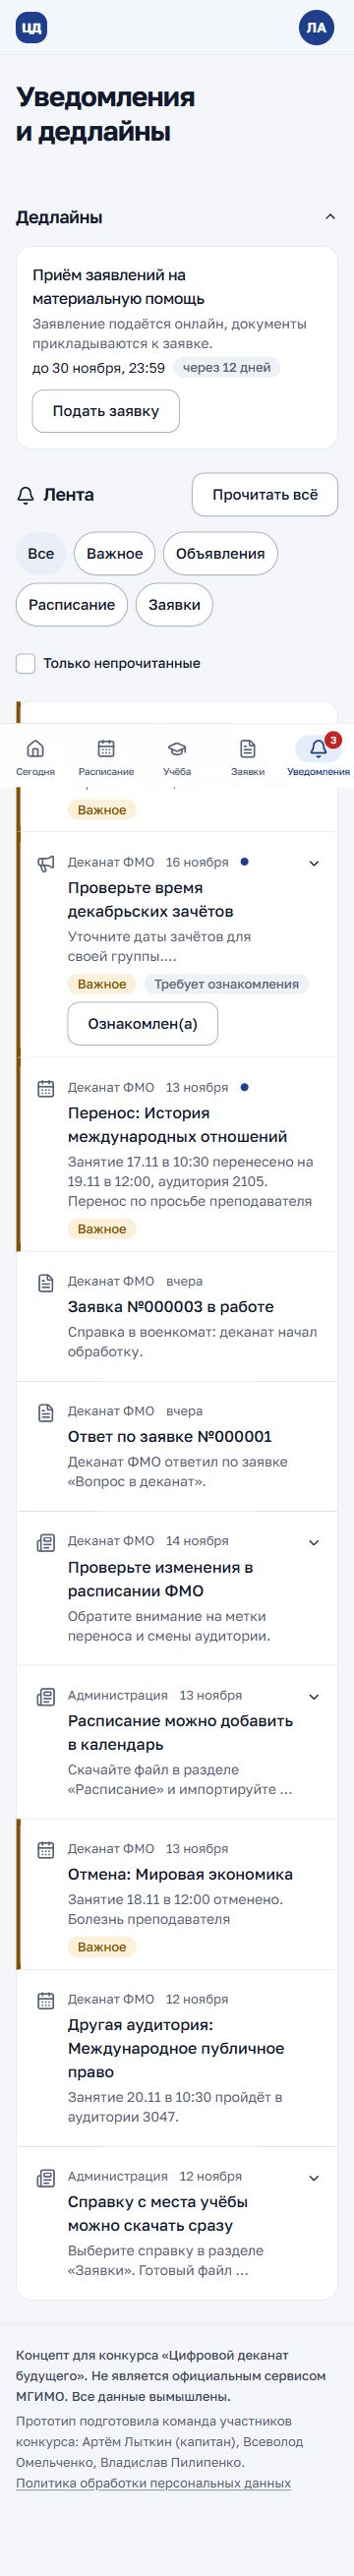 ЦД
ЛА
Уведомления
и дедлайны
Дедлайны
Приём заявлений на
материальную помощь
Заявление подаётся онлайн, документы
прикладываются к заявке.
до 30 ноября, 23:59 через 12 дней
Подать заявку
Лента
Прочитать всё
Все Важное Объявления
Расписание Заявки
Только непрочитанные
3
Сегодня Расписание Учёба Заявки Уведомления
Важное
Деканат ФМО 16 ноября
Проверьте время
декабрьских зачётов
Уточните даты зачётов для
своей группы....
Важное Требует ознакомления
Ознакомлен(а)
Деканат ФМО 13 ноября
Перенос: История
международных отношений
Занятие 17.11 в 10:30 перенесено на
19.11 в 12:00, аудитория 2105.
Перенос по просьбе преподавателя
Важное
Деканат ФМО вчера
Заявка №000003 в работе
Справка в военкомат: деканат начал
обработку.
Деканат ФМО вчера
Ответ по заявке №000001
Деканат ФМО ответил по заявке
«Вопрос в деканат».
Деканат ФМО 14 ноября
Проверьте изменения в
расписании ФМО
Обратите внимание на метки
переноса и смены аудитории.
Администрация 13 ноября
Расписание можно добавить
в календарь
Скачайте файл в разделе
«Расписание» и импортируйте ...
Деканат ФМО 13 ноября
Отмена: Мировая экономика
Занятие 18.11 в 12:00 отменено.
Болезнь преподавателя
Важное
Деканат ФМО 12 ноября
Другая аудитория:
Международное публичное
право
Занятие 20.11 в 10:30 пройдёт в
аудитории 3047.
Администрация 12 ноября
Справку с места учёбы
можно скачать сразу
Выберите справку в разделе
«Заявки». Готовый файл ...
Концепт для конкурса «Цифровой деканат
будущего». Не является официальным сервисом
МГИМО. Все данные вымышлены.
Прототип подготовила команда участников
конкурса: Артём Лыткин (капитан), Всеволод
Омельченко, Владислав Пилипенко.
Политика обработки персональных данных